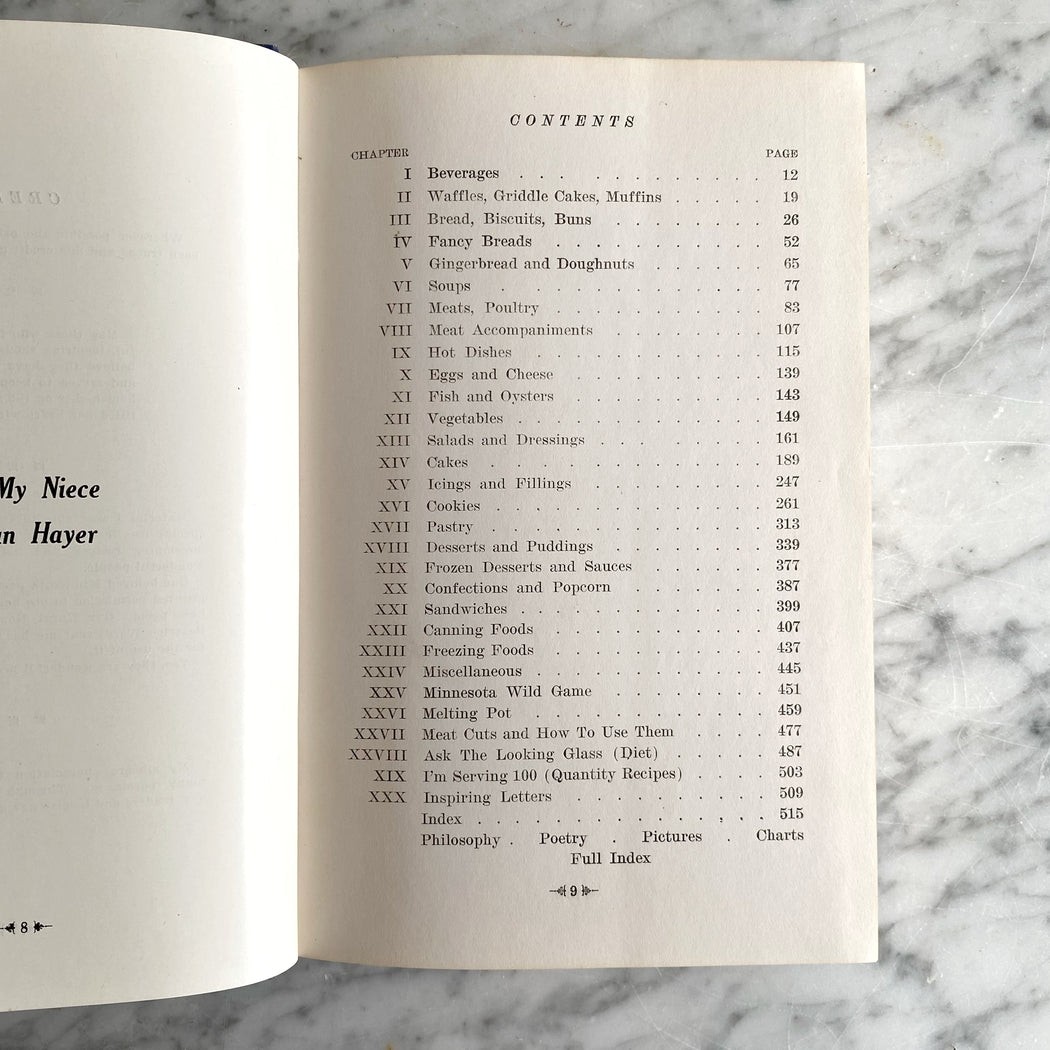 My Niece
Hayer
8
CONTENTS
CHAPTER PAGE
I Beverages . . . . . . . . . . . 12
II Waffles, Griddle Cakes, Muffins . . . . . 19
III Bread, Biscuits, Buns . . . . . . . . 26
IV Fancy Breads . . . . . . . . . . . 52
V Gingerbread and Doughnuts . . . . . . 65
VI Soups . . . . . . . . . . . . . 77
VII Meats, Poultry . . . . . . . . . . . 83
VIII Meat Accompaniments . . . . . . . . 107
IX Hot Dishes . . . . . . . . . . . . 115
X Eggs and Cheese . . . . . . . . . . 139
XI Fish and Oysters . . . . . . . . . . 143
XII Vegetables . . . . . . . . . . . . . 149
XIII Salads and Dressings . . . . . . . . 161
XIV Cakes . . . . . . . . . . . . . . 189
XV Icings and Fillings . . . . . . . . . 247
XVI Cookies . . . . . . . . . . . . . . 261
XVII Pastry . . . . . . . . . . . . . . 313
XVIII Desserts and Puddings . . . . . . . . 339
XIX Frozen Desserts and Sauces . . . . . . 377
XX Confections and Popcorn . . . . . . . 387
XXI Sandwiches . . . . . . . . . . . . . 399
XXII Canning Foods . . . . . . . . . . . 407
XXIII Freezing Foods . . . . . . . . . . . 437
XXIV Miscellaneous . . . . . . . . . . . . 445
XXV Minnesota Wild Game . . . . . . . . 451
XXVI Melting Pot . . . . . . . . . . . . 459
XXVII Meat Cuts and How To Use Them . . . . 477
XXVIII Ask The Looking Glass (Diet) . . . . . 487
XIX I'm Serving 100 (Quantity Recipes) . . . . 503
XXX Inspiring Letters . . . . . . . . . . 509
Index . . . . . . . . . . . . . . . 515
Philosophy . Poetry . Pictures . Charts
Full Index
9